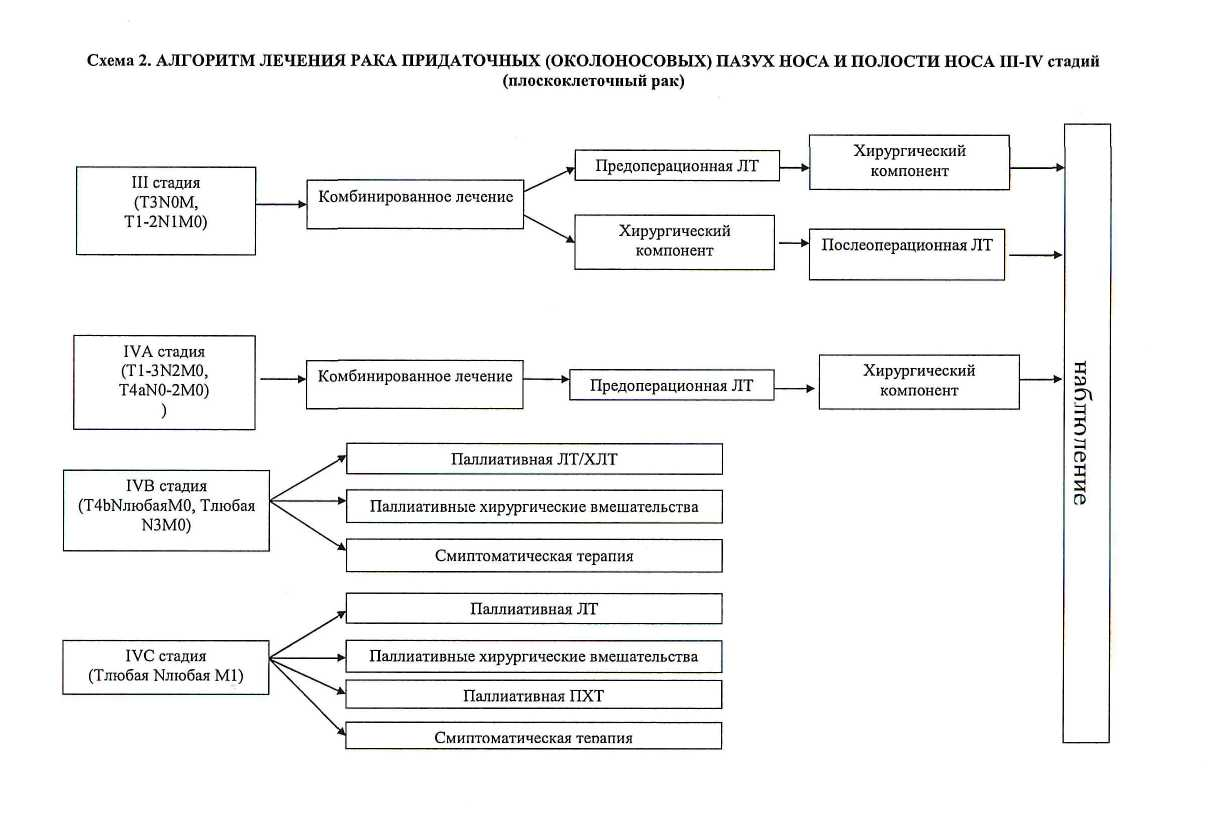 Схема 2. АЛГОРИТМ ЛЕЧЕНИЯ РАКА ПРИДАТОЧНЫХ (ОКОЛОНОСОВЫХ) ПАЗУХ НОСА И ПОЛОСТИ НОСА III-IV стадий
(плоскоклеточный рак)
III стадия
(T3N0M,
T1-2N1M0)
Комбинированное лечение
Предоперационная ЛТ
Хирургический
компонент
Хирургический
компонент
Послеоперационная ЛТ
IVA стадия
(T1-3N2M0,
T4aN0-2M0)
)
Комбинированное лечение
Предоперационная ЛТ
Хирургический
компонент
IVB стадия
(T4bNлюбаяM0, Tлюбая
N3M0)
Паллиативная ЛТ/ХЛТ
Паллиативные хирургические вмешательства
Смиптоматическая терапия
IVC стадия
(Tлюбая Nлюбая M1)
Паллиативная ЛТ
Паллиативные хирургические вмешательства
Паллиативная ПХТ
Смиптоматическая терапия
наблюдение